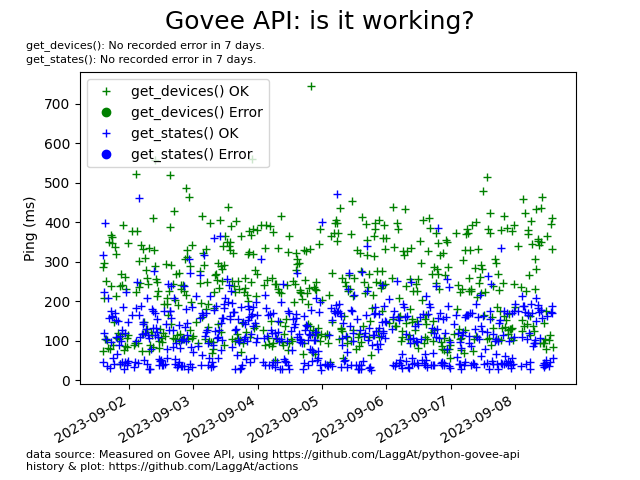 Govee API: is it working?
get_devices(): No recorded error in 7 days.
get_states(): No recorded error in 7 days.
get_devices() OK
get_devices() Error
get_states() OK
get_states() Error
700
600
500
400
300
200
100
0
Ping (ms)
2023-09-02
2023-09-03
2023-09-04
2023-09-05
2023-09-06
2023-09-07
2023-09-08
data source: Measured on Govee API, using https://github.com/LaggAt/python-govee-api
history & plot: https://github.com/LaggAt/actions